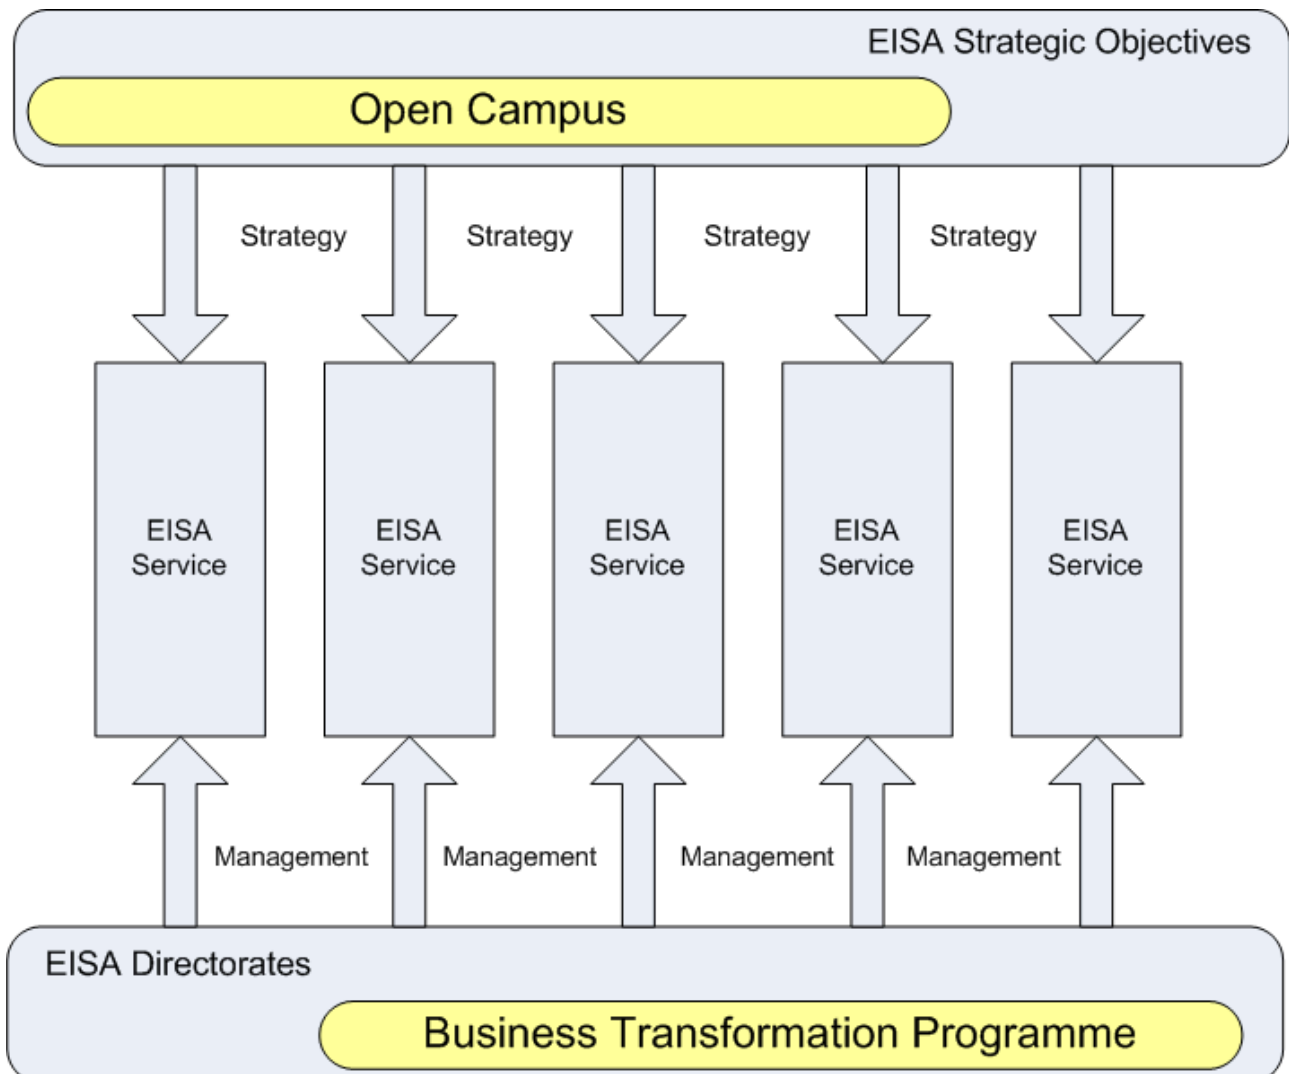 EISA Strategic Objectives
Open Campus
Strategy Strategy Strategy Strategy
EISA EISA EISA EISA EISA
Service Service Service Service Service
Management Management Management Management
EISA Directorates
Business Transformation Programme